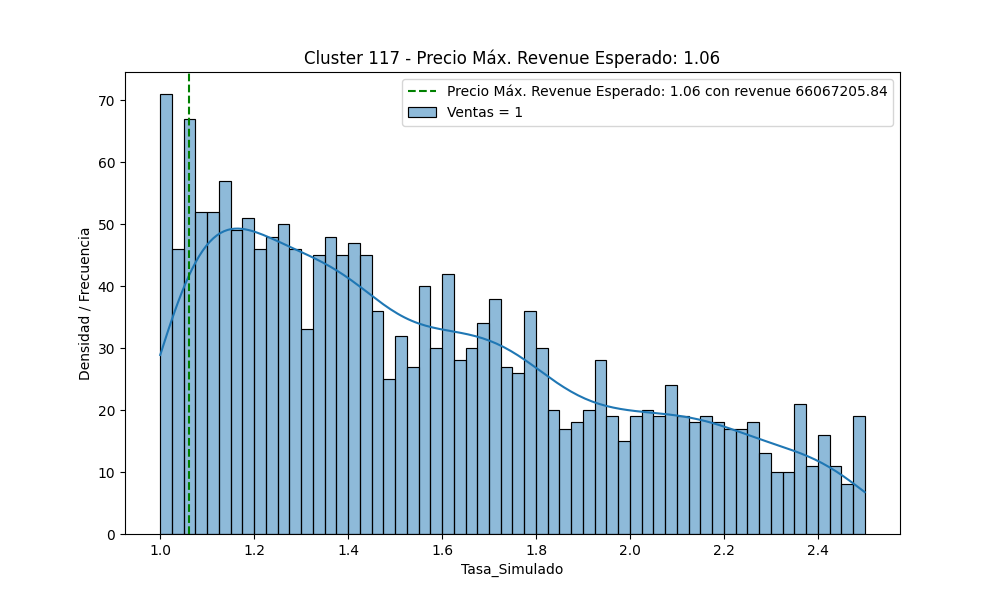 Cluster 117 - Precio Máx. Revenue Esperado: 1.06
Precio Máx. Revenue Esperado: 1.06 con revenue 66067205.84
Ventas = 1
Densidad / Frecuencia
70
60
50
40
30
20
10
0
1.0 1.2 1.4 1.6 1.8 2.0 2.2 2.4
Tasa_Simulado